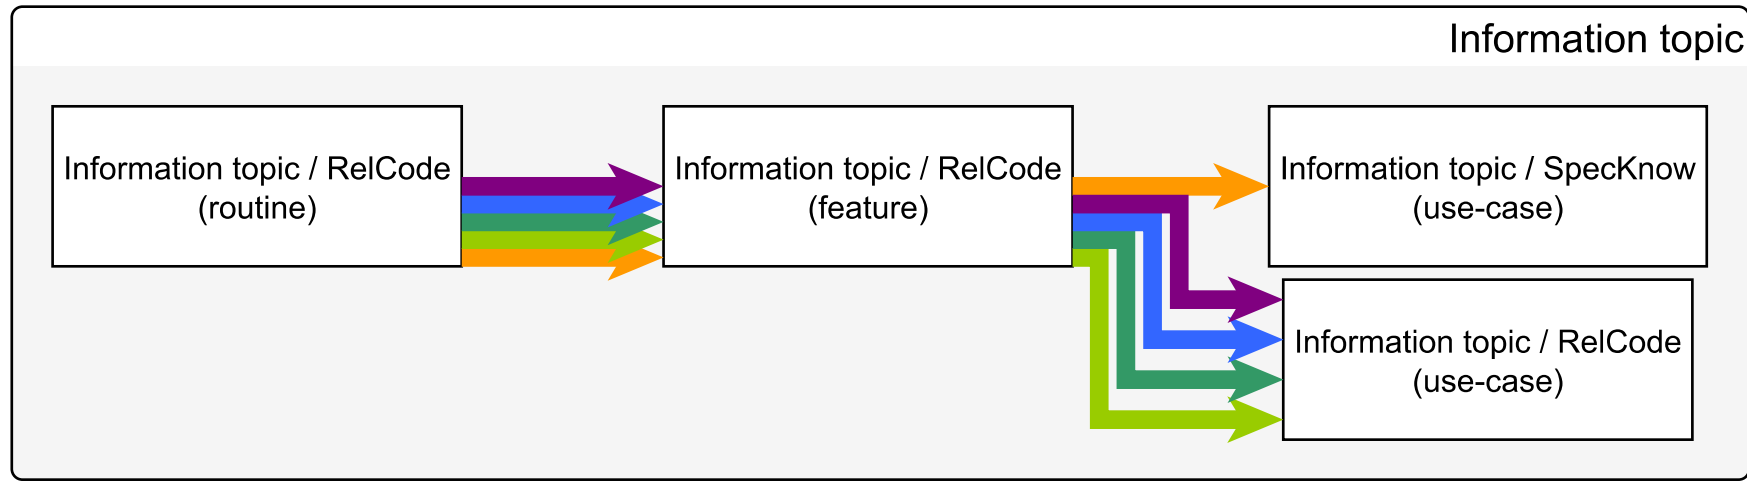 Information topic
Information topic / RelCode
(routine)
Information topic / RelCode
(feature)
Information topic / SpecKnow
(use-case)
Information topic / RelCode
(use-case)